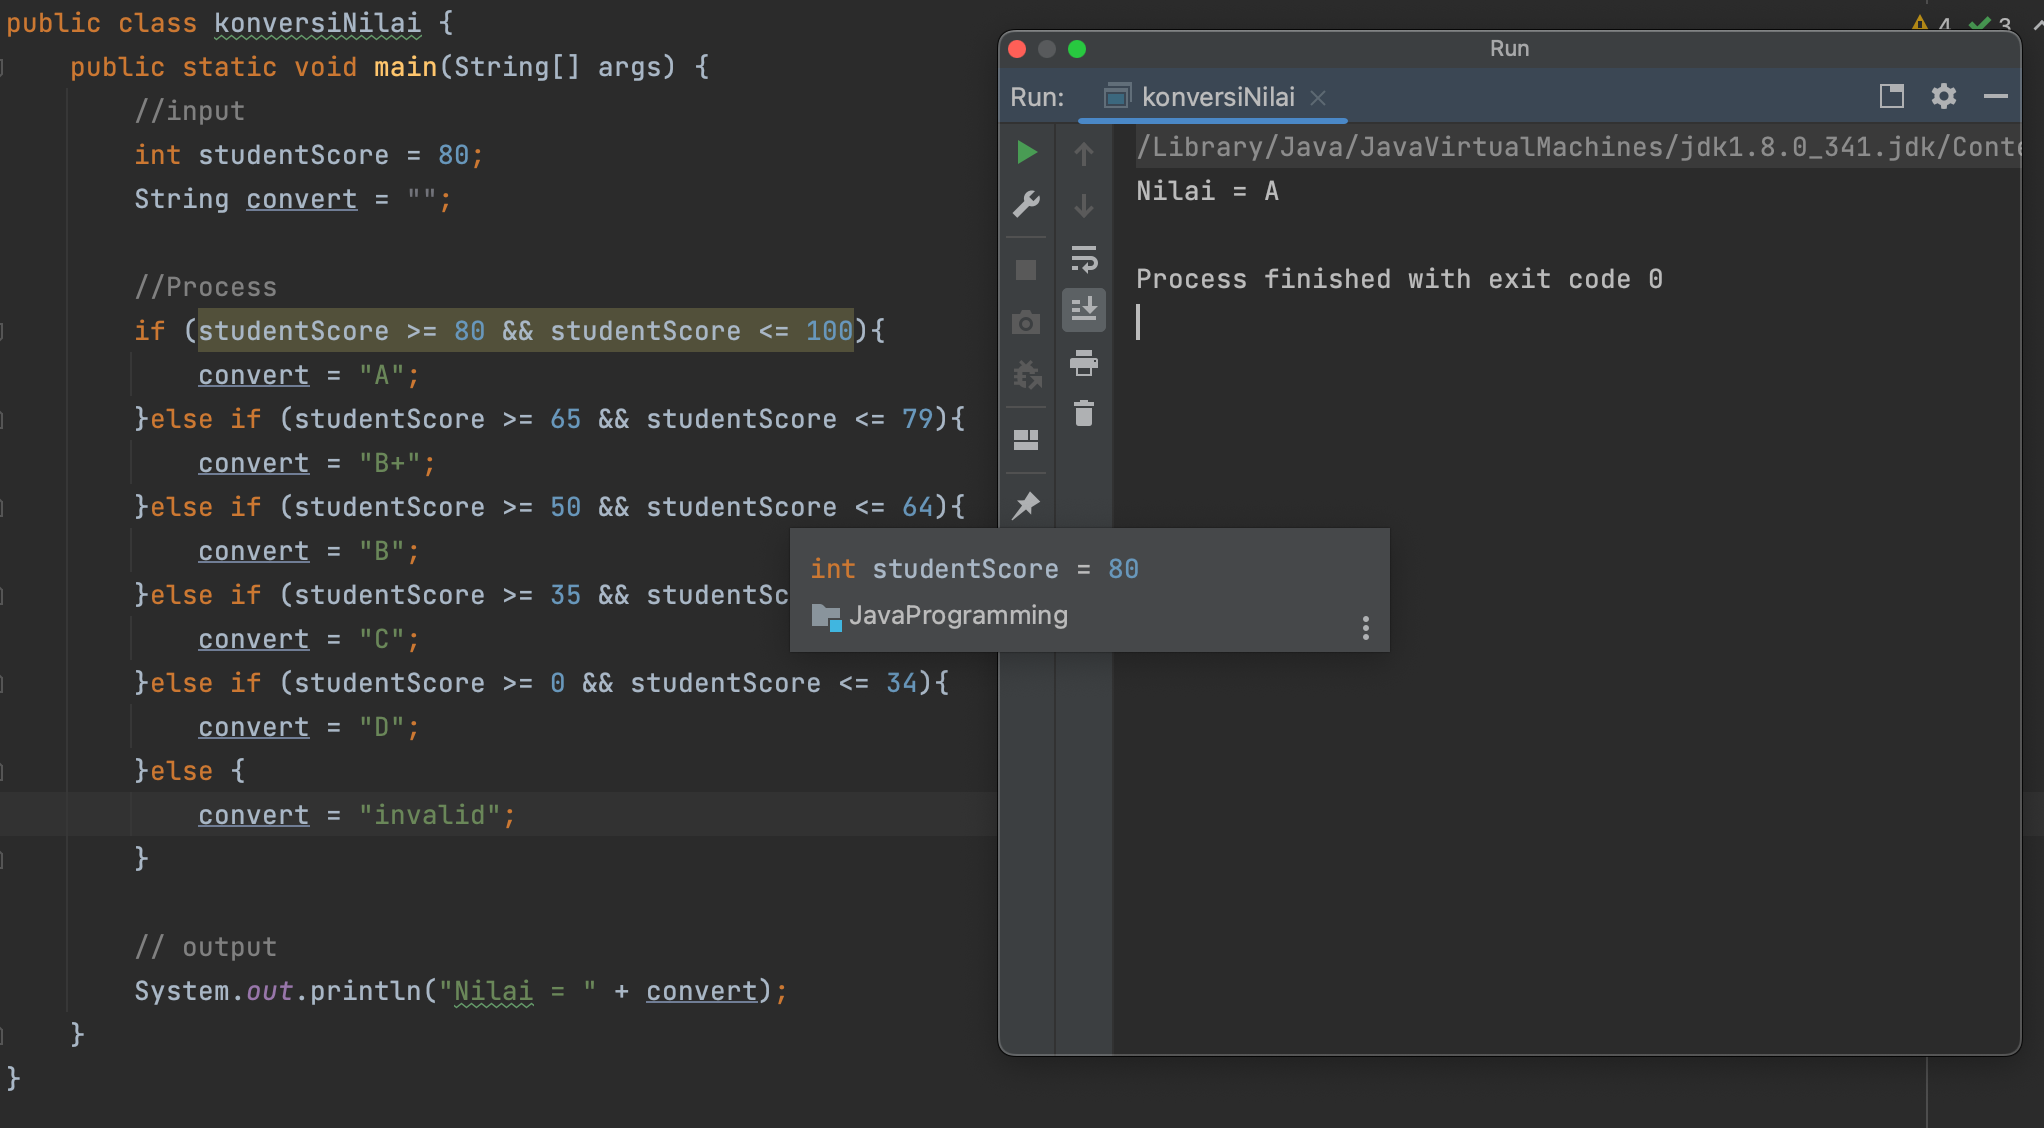 public class konversiNilai {
public static void main(String[] args) {
//input
int studentScore = 80;
String convert = "";
//Process
if (studentScore >= 80 && studentScore <= 100){
convert = "A";
}else if (studentScore >= 65 && studentScore <= 79){
convert = "B+";
}else if (studentScore >= 50 && studentScore <= 64){
convert = "B";
}else if (studentScore >= 35 && studentSc
convert = "C";
}else if (studentScore >= 0 && studentScore <= 34){
convert = "D";
}else {
convert = "invalid";
}
// output
System.out.println("Nilai = " + convert);
}
}
4 3
Run
Run: konversiNilai
/Library/Java/JavaVirtualMachines/jdk1.8.0_341.jdk/Conte
Nilai = A
Process finished with exit code 0
int studentScore = 80
JavaProgramming